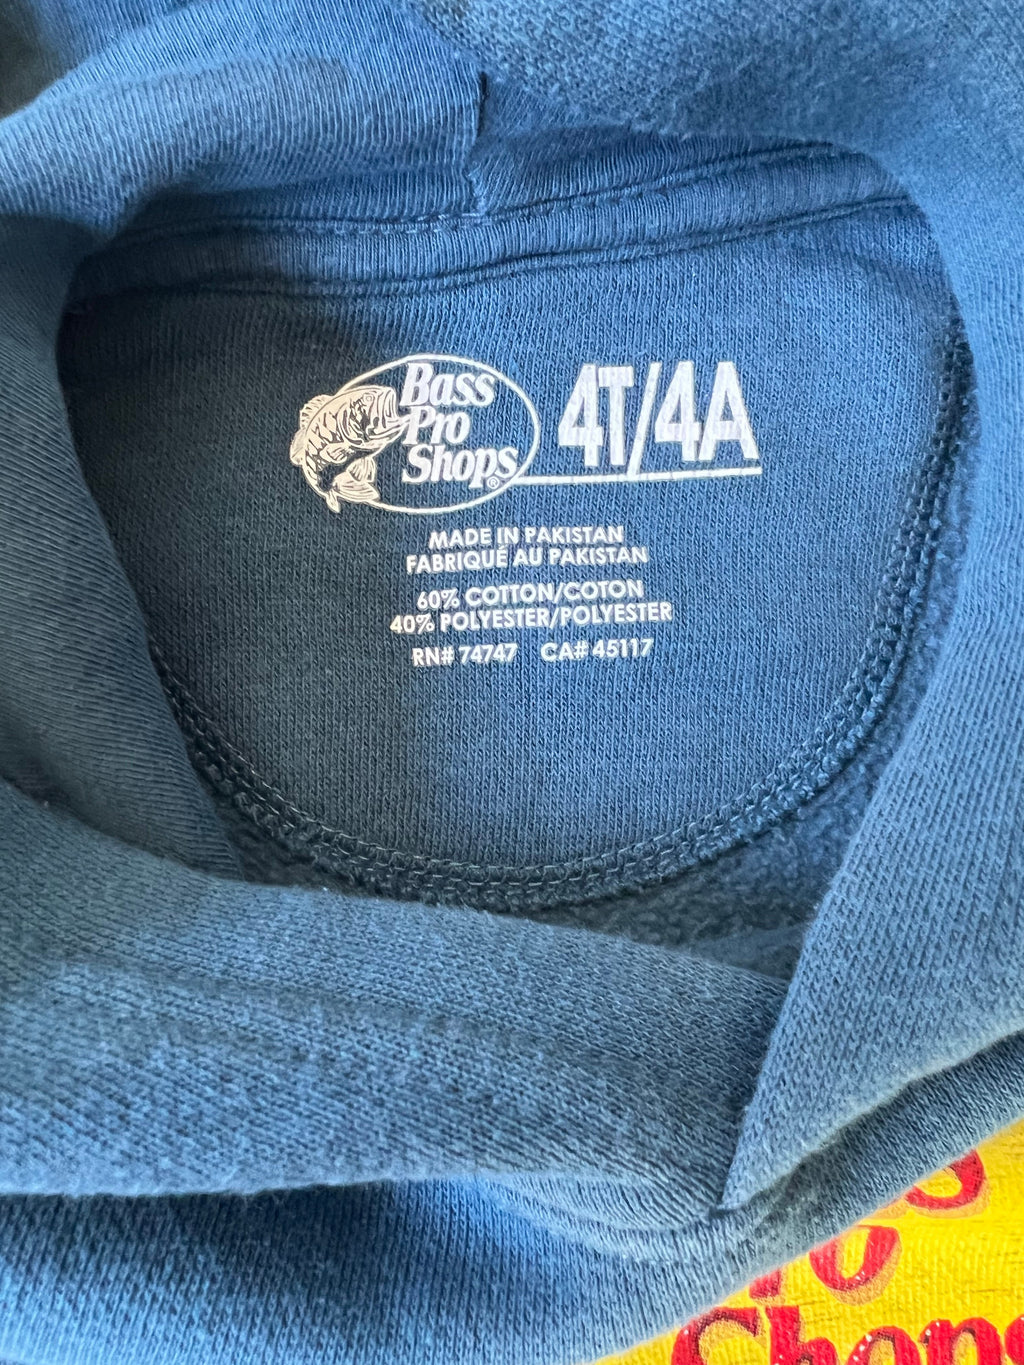 Bass
Pro
Shops®
4T/4A
MADE IN PAKISTAN
FABRIQUÉ AU PAKISTAN
60% COTTON/COTON
40% POLYESTER/POLYESTER
RN# 74747 CA# 45117